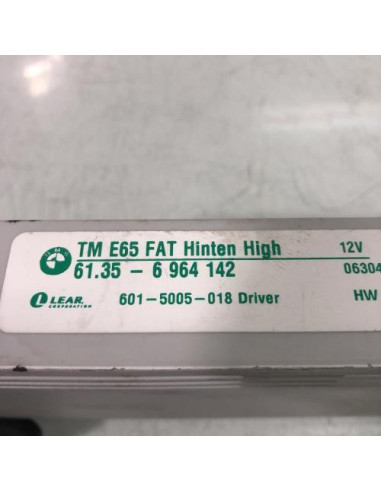 TM E65 FAT Hinten High 12V
61.35 - 6 964 142 06304
LEAR CORPORATION 601-5005-018 Driver HW